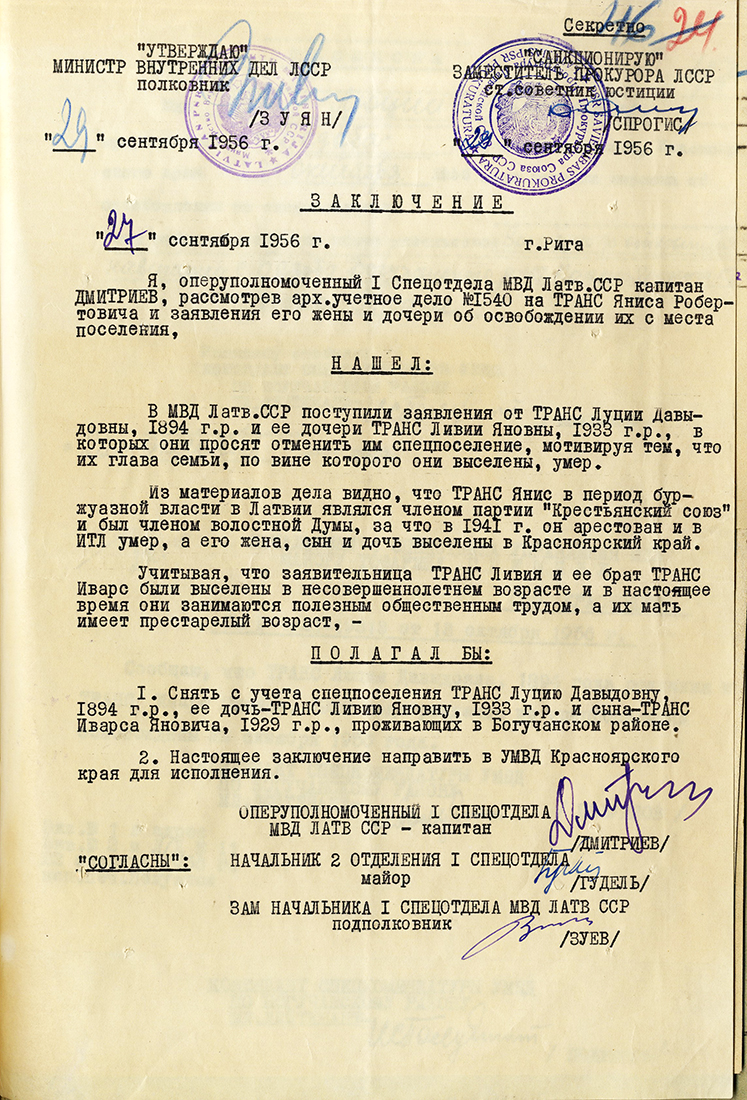 Секретно
46 24
"УТВЕРЖДАЮ"
МИНИСТР ВНУТРЕННИХ ДЕЛ ЛССР
полковник
/ЗУЯН/
"29" сентября 1956 г.
"САНКЦИОНИРУЮ"
ЗАМЕСТИТЕЛЬ ПРОКУРОРА ЛССР
ст.советник юстиции
/СПРОГИС/
" " сентября 1956 г.
ЗАКЛЮЧЕНИЕ
"27" сентября 1956 г. г.Рига
Я, оперуполномоченный I Спецотдела МВД Латв.ССР капитан
ДМИТРИЕВ, рассмотрев арх.учетное дело №1540 на ТРАНС Яниса Робер-
товича и заявления его жены и дочери об освобождении их с места
поселения,
НАШЕЛ:
В МВД Латв.ССР поступили заявления от ТРАНС Луции Давы-
довны, 1894 г.р. и ее дочери ТРАНС Ливии Яновны, 1933 г.р., в
которых они просят отменить им спецпоселение, мотивируя тем, что
их глава семьи, по вине которого они выселены, умер.
Из материалов дела видно, что ТРАНС Янис в период бур-
жуазной власти в Латвии являлся членом партии "Крестьянский союз"
и был членом волостной Думы, за что в 1941 г. он арестован и в
ИТЛ умер, а его жена, сын и дочь выселены в Красноярский край.
Учитывая, что заявительница ТРАНС Ливия и ее брат ТРАНС
Иварс были выселены в несовершеннолетнем возрасте и в настоящее
время они занимаются полезным общественным трудом, а их мать
имеет престарелый возраст, -
ПОЛАГАЛ БЫ:
1. Снять с учета спецпоселения ТРАНС Луцию Давыдовну,
1894 г.р., ее дочь-ТРАНС Ливию Яновну, 1933 г.р. и сына-ТРАНС
Иварса Яновича, 1929 г.р., проживающих в Богучанском районе.
2. Настоящее заключение направить в УМВД Красноярского
края для исполнения.
ОПЕРУПОЛНОМОЧЕННЫЙ I СПЕЦОТДЕЛА
МВД ЛАТВ ССР - капитан
/ДМИТРИЕВ/
"СОГЛАСНЫ": НАЧАЛЬНИК 2 ОТДЕЛЕНИЯ I СПЕЦОТДЕЛА
майор
/ГУДЕЛЬ/
ЗАМ НАЧАЛЬНИКА I СПЕЦОТДЕЛА МВД ЛАТВ ССР
подполковник
/ЗУЕВ/